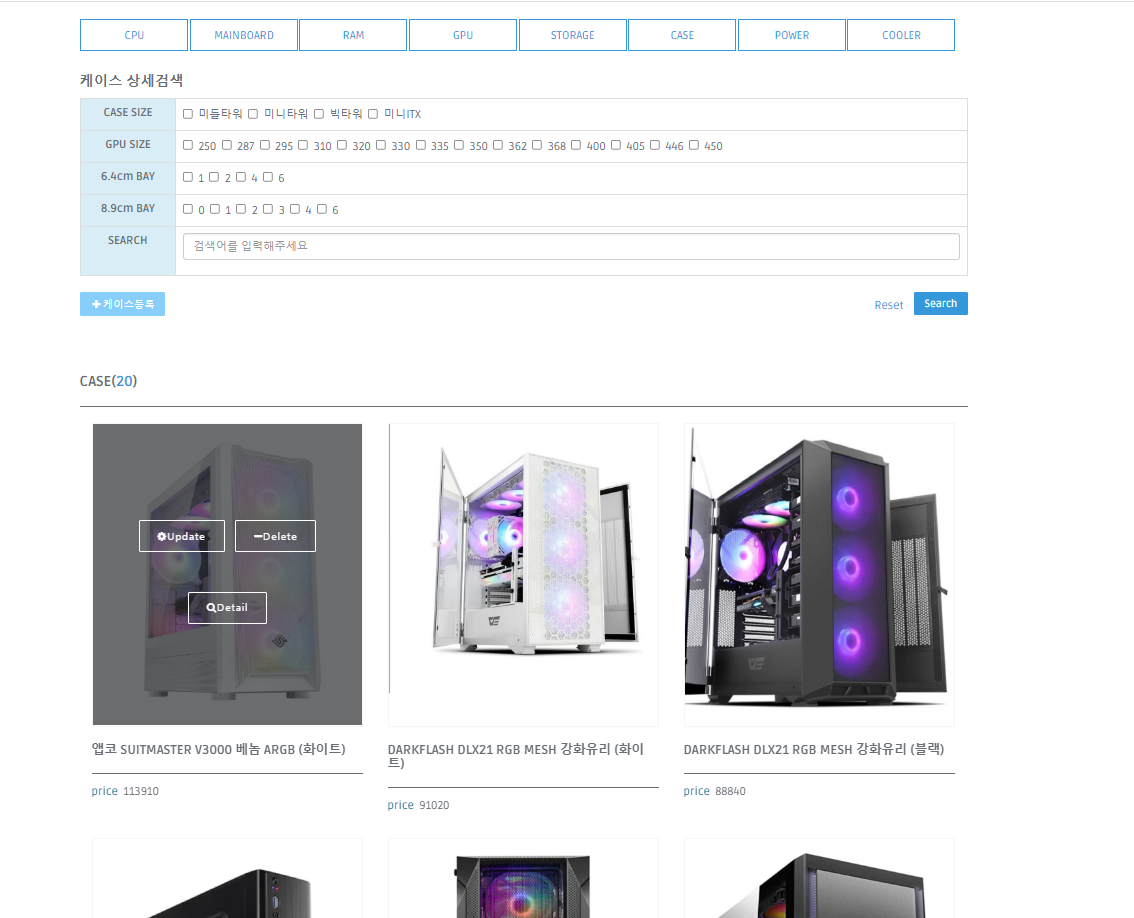 CPU MAINBOARD RAM GPU STORAGE CASE POWER COOLER
케이스 상세검색
CASE SIZE 미들타워 미니타워 빅타워 미니ITX
GPU SIZE 250 287 295 310 320 330 335 350 362 368 400 405 446 450
6.4cm BAY 1 2 4 6
8.9cm BAY 0 1 2 3 4 6
SEARCH 검색어를 입력해주세요
케이스등록 Reset Search
CASE(20)
Update Delete
Detail
앱코 SUITMASTER V3000 베놈 ARGB (화이트)
price 113910
DARKFLASH DLX21 RGB MESH 강화유리 (화이
트)
price 91020
DARKFLASH DLX21 RGB MESH 강화유리 (블랙)
price 88840